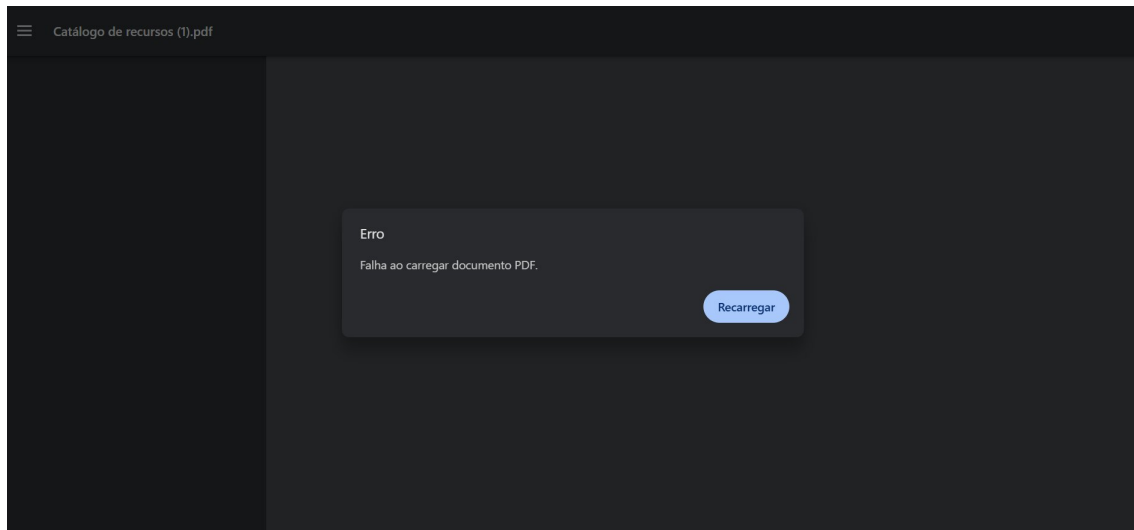 Catálogo de recursos (1).pdf
Erro
Falha ao carregar documento PDF.
Recarregar